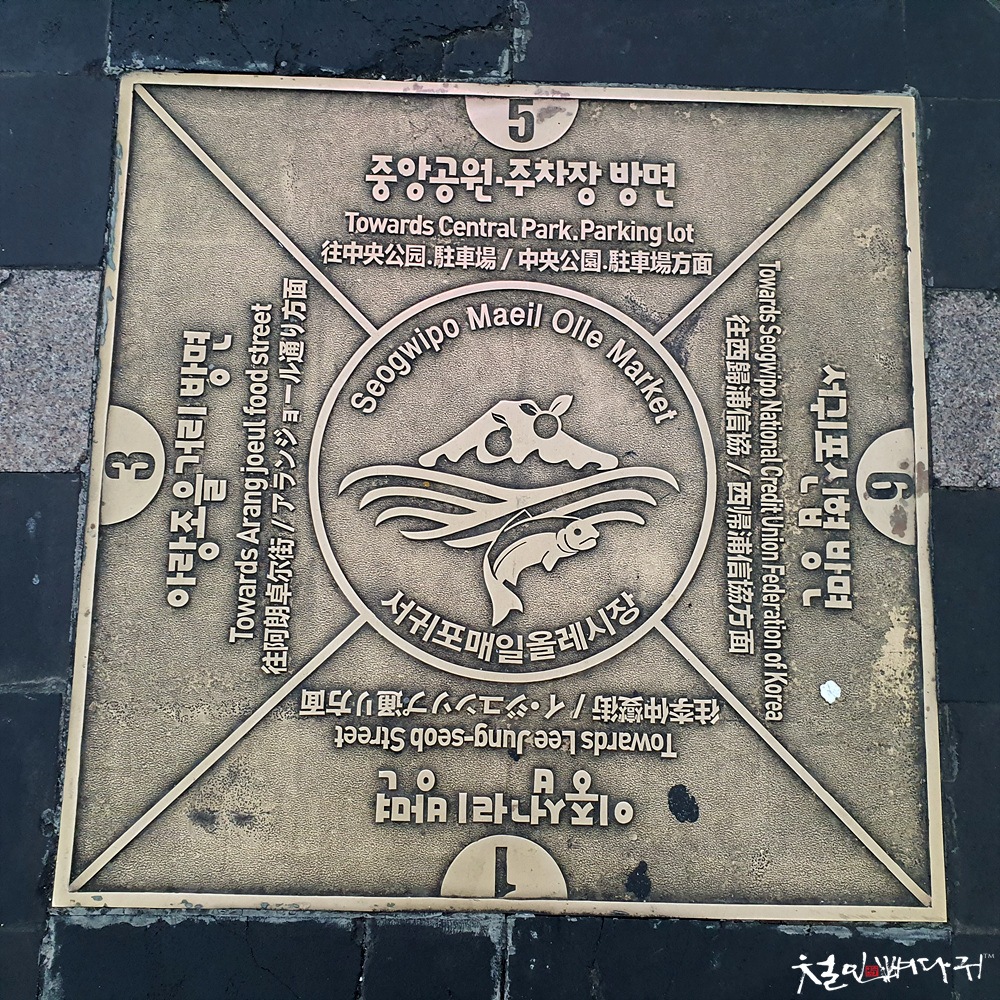 5
중앙공원·주차장 방면
Towards Central Park. Parking lot
往中央公园.駐車場 / 中央公園.駐車場方面
3
아랑조을거리 방면
Towards Arangjoeul food street
往阿朗卓尔街 / アランジョール通り方面
Seogwipo Maeil Olle Market
서귀포매일올레시장
6
서귀포신협 방면
Towards Seogwipo National Credit Union Federation of Korea
往西歸浦信協 / 西帰浦信協方面
1
이중섭거리 방면
Towards Lee Jung-seob Street
往李仲燮街 / イ·ジュンソプ通り方面